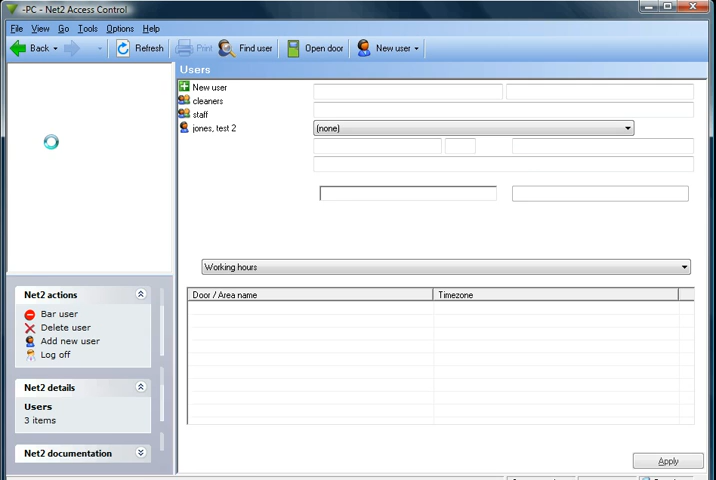 -PC - Net2 Access Control
File View Go Tools Options Help
Back Refresh Print Find user Open door New user
Users
New user
cleaners
staff
jones, test 2
(none)
Working hours
Door / Area name Timezone
Net2 actions
Bar user
Delete user
Add new user
Log off
Net2 details
Users
3 items
Net2 documentation
Apply